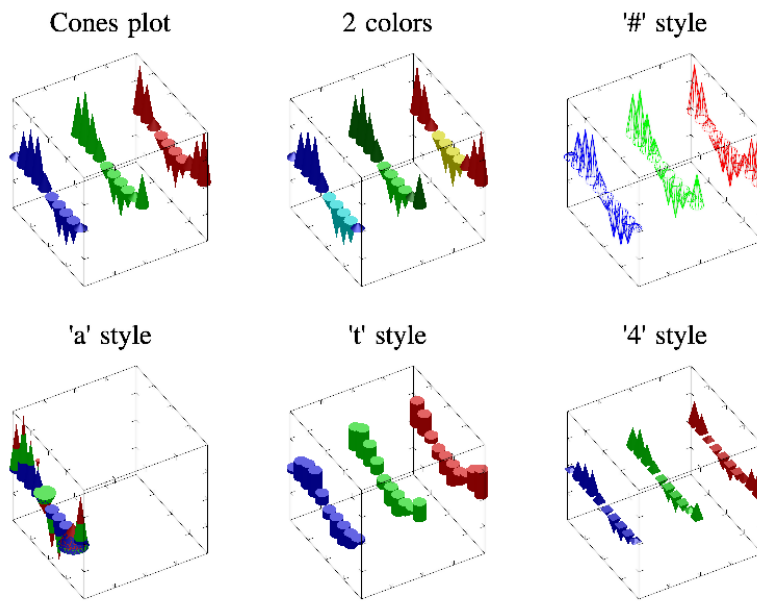 Cones plot
2 colors
'#' style
'a' style
't' style
'4' style